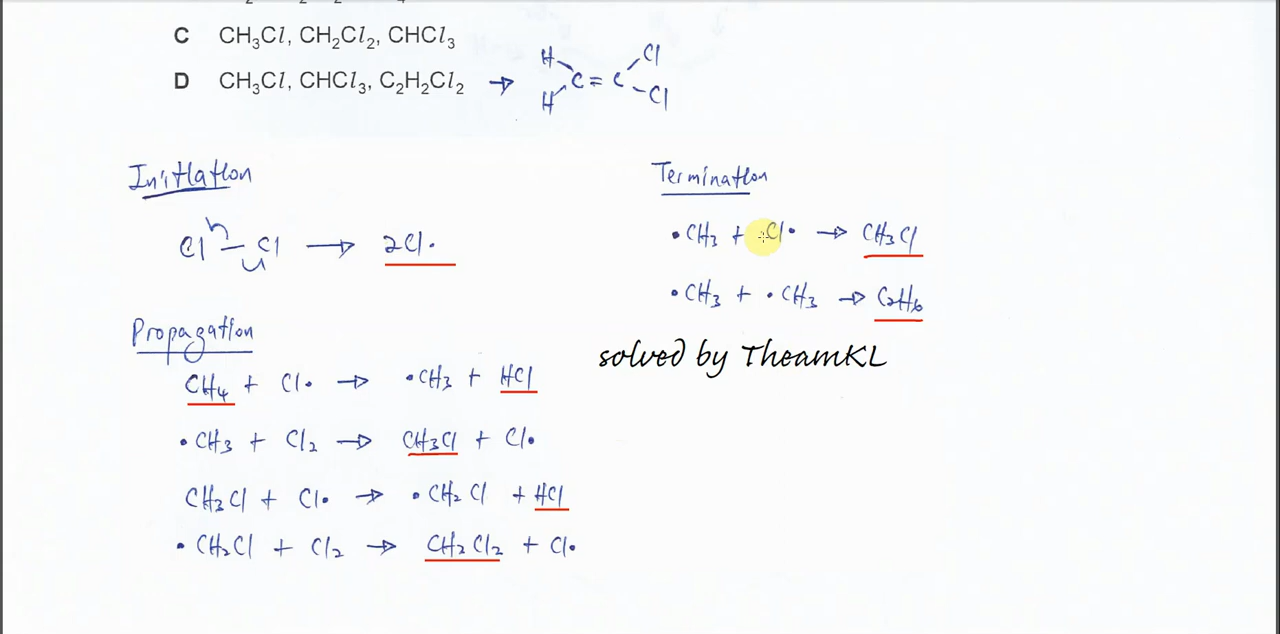 C CH₃Cl, CH₂Cl₂, CHCl₃
D CH₃Cl, CHCl₃, C₂H₂Cl₂ → H H C = C Cl Cl
Initiation
Cl — Cl → 2Cl•
Propagation
CH₄ + Cl• → •CH₃ + HCl
•CH₃ + Cl₂ → CH₃Cl + Cl•
CH₃Cl + Cl• → •CH₂Cl + HCl
•CH₂Cl + Cl₂ → CH₂Cl₂ + Cl•
Termination
•CH₃ + Cl• → CH₃Cl
•CH₃ + •CH₃ → C₂H₆
solved by TheamKL